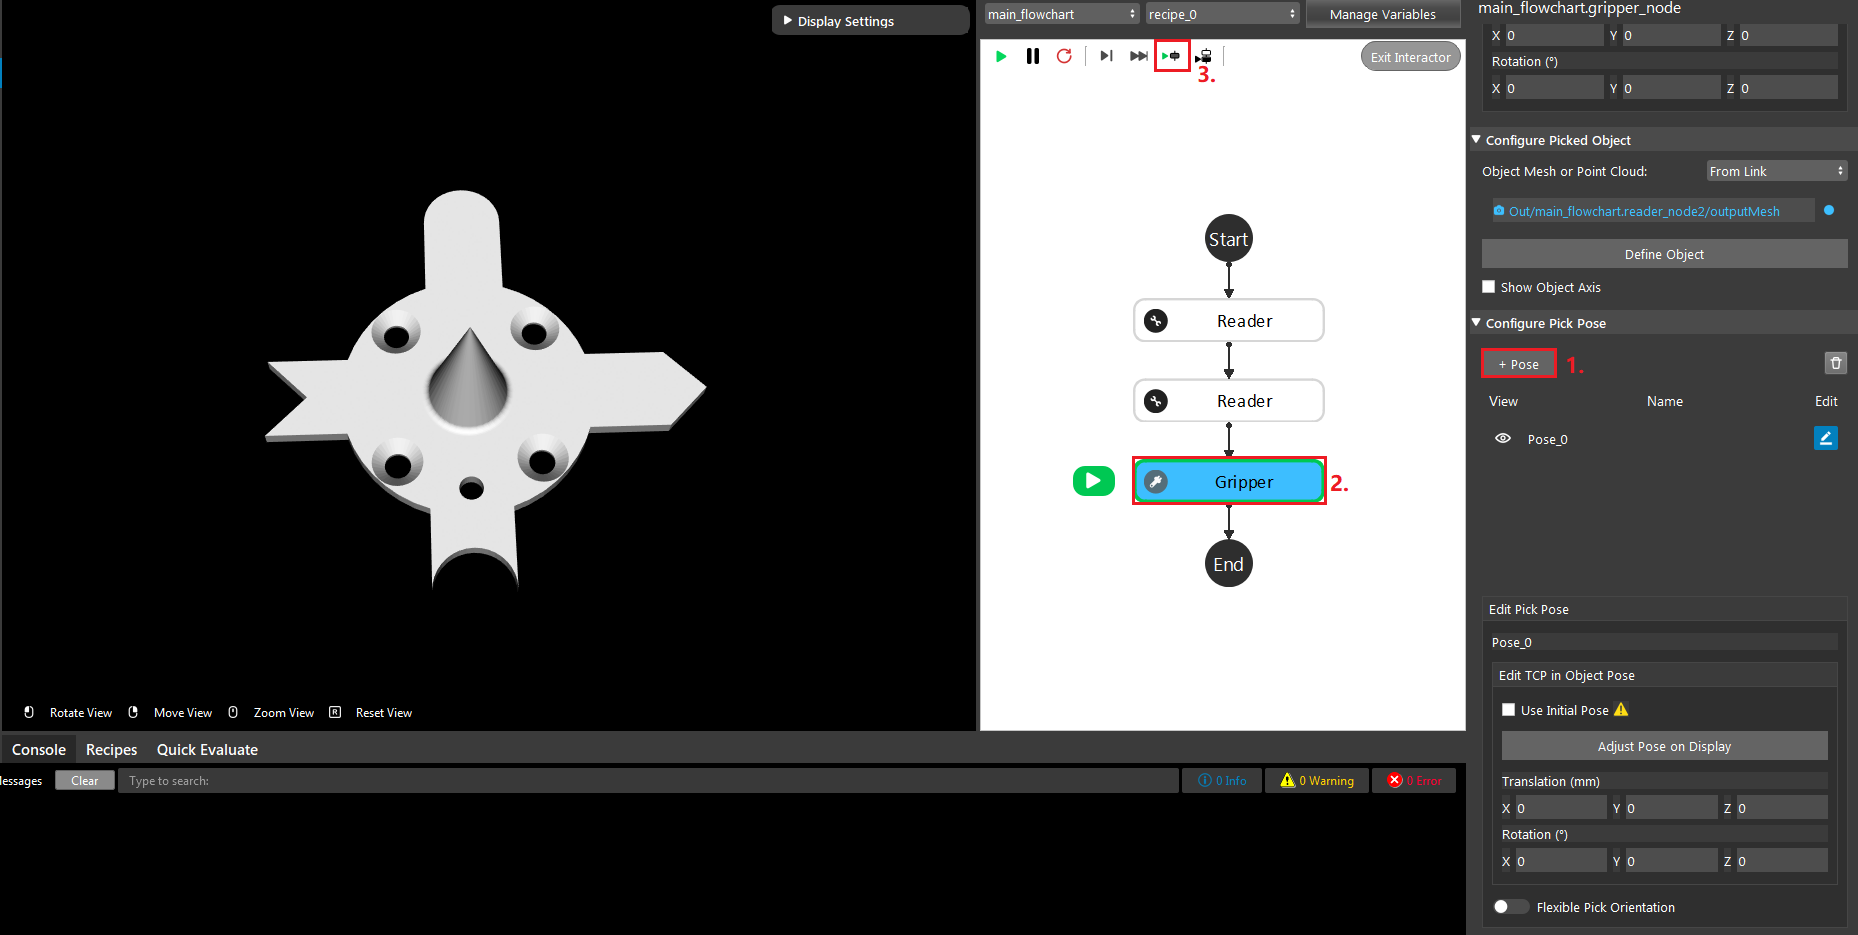 Display Settings
main_flowchart
recipe_0
Manage Variables
main_flowchart.gripper_node
Exit Interactor
3.
Start
Reader
Reader
Gripper
2.
End
X 0 Y 0 Z 0
Rotation (°)
X 0 Y 0 Z 0
Configure Picked Object
Object Mesh or Point Cloud:
From Link
Out/main_flowchart.reader_node2/outputMesh
Define Object
Show Object Axis
Configure Pick Pose
+ Pose
1.
View Name Edit
Pose_0
Edit Pick Pose
Pose_0
Edit TCP in Object Pose
Use Initial Pose
Adjust Pose on Display
Translation (mm)
X 0 Y 0 Z 0
Rotation (°)
X 0 Y 0 Z 0
Flexible Pick Orientation
Rotate View
Move View
Zoom View
R Reset View
Console Recipes Quick Evaluate
lessages
Clear
Type to search:
0 Info
0 Warning
0 Error